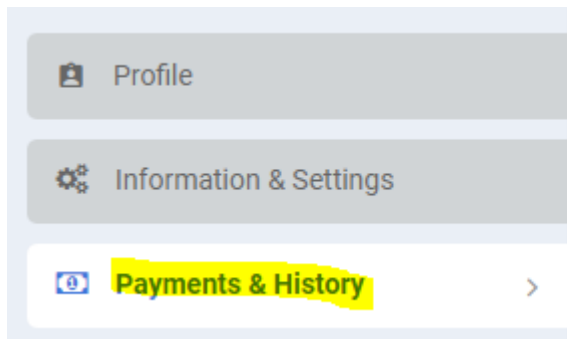 Profile
Information & Settings
Payments & History